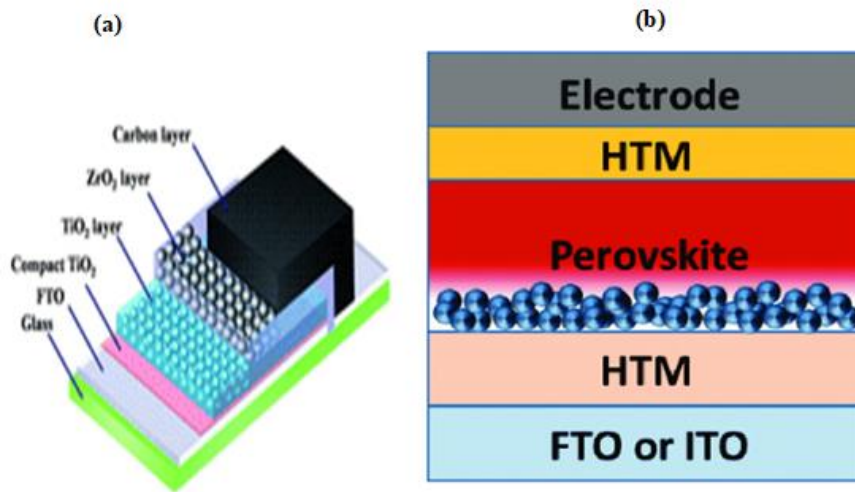 (a)
Carbon layer
ZrO₂ layer
TiO₂ layer
Compact TiO₂
FTO
Glass
(b)
Electrode
HTM
Perovskite
HTM
FTO or ITO